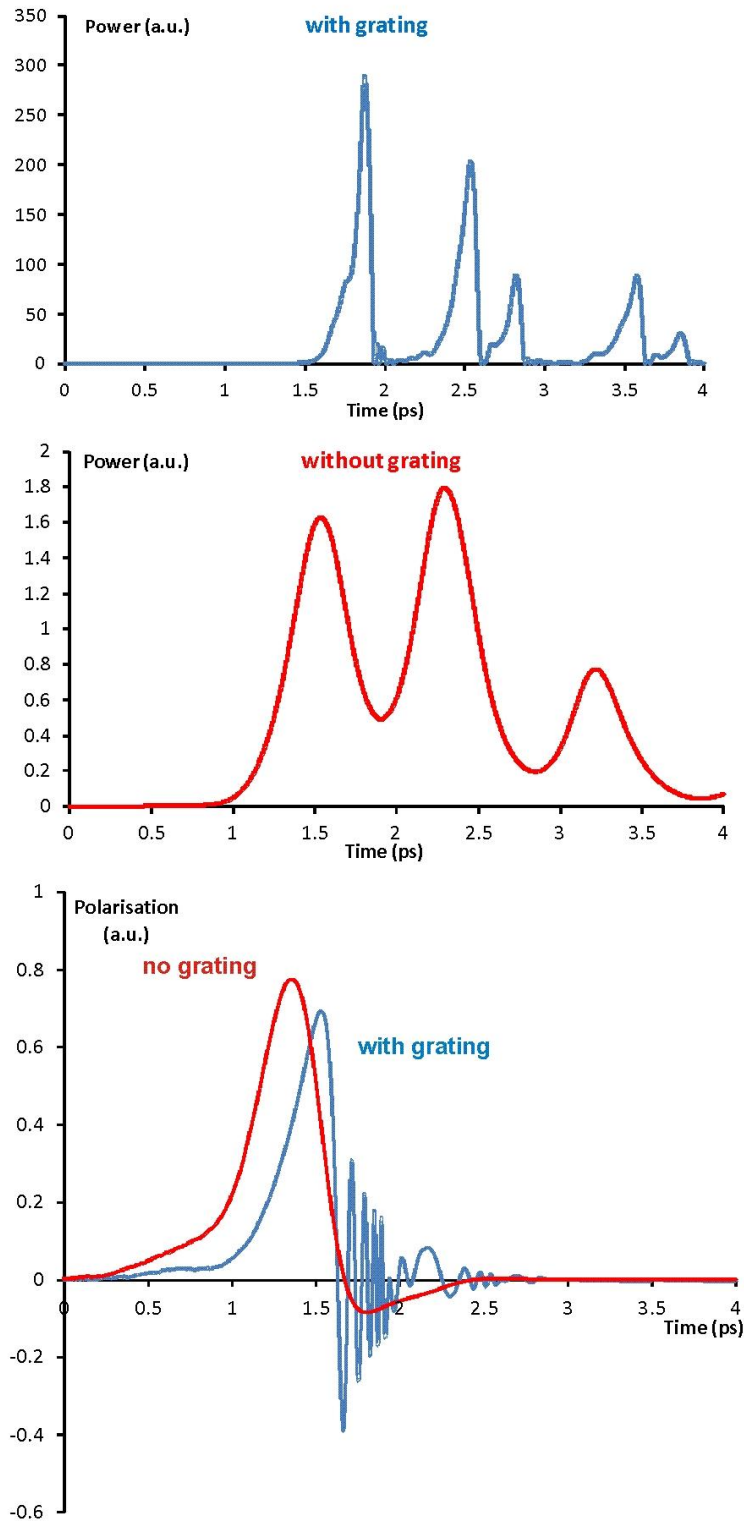 350
Power (a.u.)
with grating
300
250
200
150
100
50
0
0 0.5 1 1.5 2 2.5 3 3.5 4
Time (ps)
2
Power (a.u.)
without grating
1.8
1.6
1.4
1.2
1
0.8
0.6
0.4
0.2
0
0 0.5 1 1.5 2 2.5 3 3.5 4
Time (ps)
1
Polarisation
(a.u.)
no grating
0.8
with grating
0.6
0.4
0.2
0
0 0.5 1 1.5 2 2.5 3 3.5 4
Time (ps)
-0.2
-0.4
-0.6